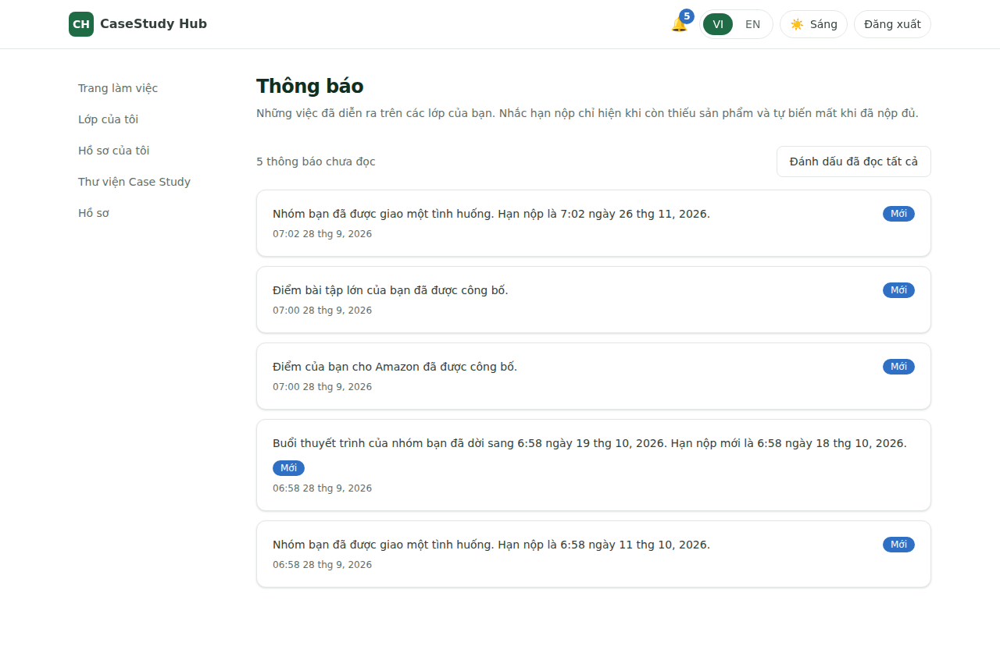 CH CaseStudy Hub
5
VI EN
Sáng
Đăng xuất
Trang làm việc
Lớp của tôi
Hồ sơ của tôi
Thư viện Case Study
Hồ sơ
Thông báo
Những việc đã diễn ra trên các lớp của bạn. Nhắc hạn nộp chỉ hiện khi còn thiếu sản phẩm và tự biến mất khi đã nộp đủ.
5 thông báo chưa đọc
Đánh dấu đã đọc tất cả
Nhóm bạn đã được giao một tình huống. Hạn nộp là 7:02 ngày 26 thg 11, 2026.
Mới
07:02 28 thg 9, 2026
Điểm bài tập lớn của bạn đã được công bố.
Mới
07:00 28 thg 9, 2026
Điểm của bạn cho Amazon đã được công bố.
Mới
07:00 28 thg 9, 2026
Buổi thuyết trình của nhóm bạn đã dời sang 6:58 ngày 19 thg 10, 2026. Hạn nộp mới là 6:58 ngày 18 thg 10, 2026.
Mới
06:58 28 thg 9, 2026
Nhóm bạn đã được giao một tình huống. Hạn nộp là 6:58 ngày 11 thg 10, 2026.
Mới
06:58 28 thg 9, 2026